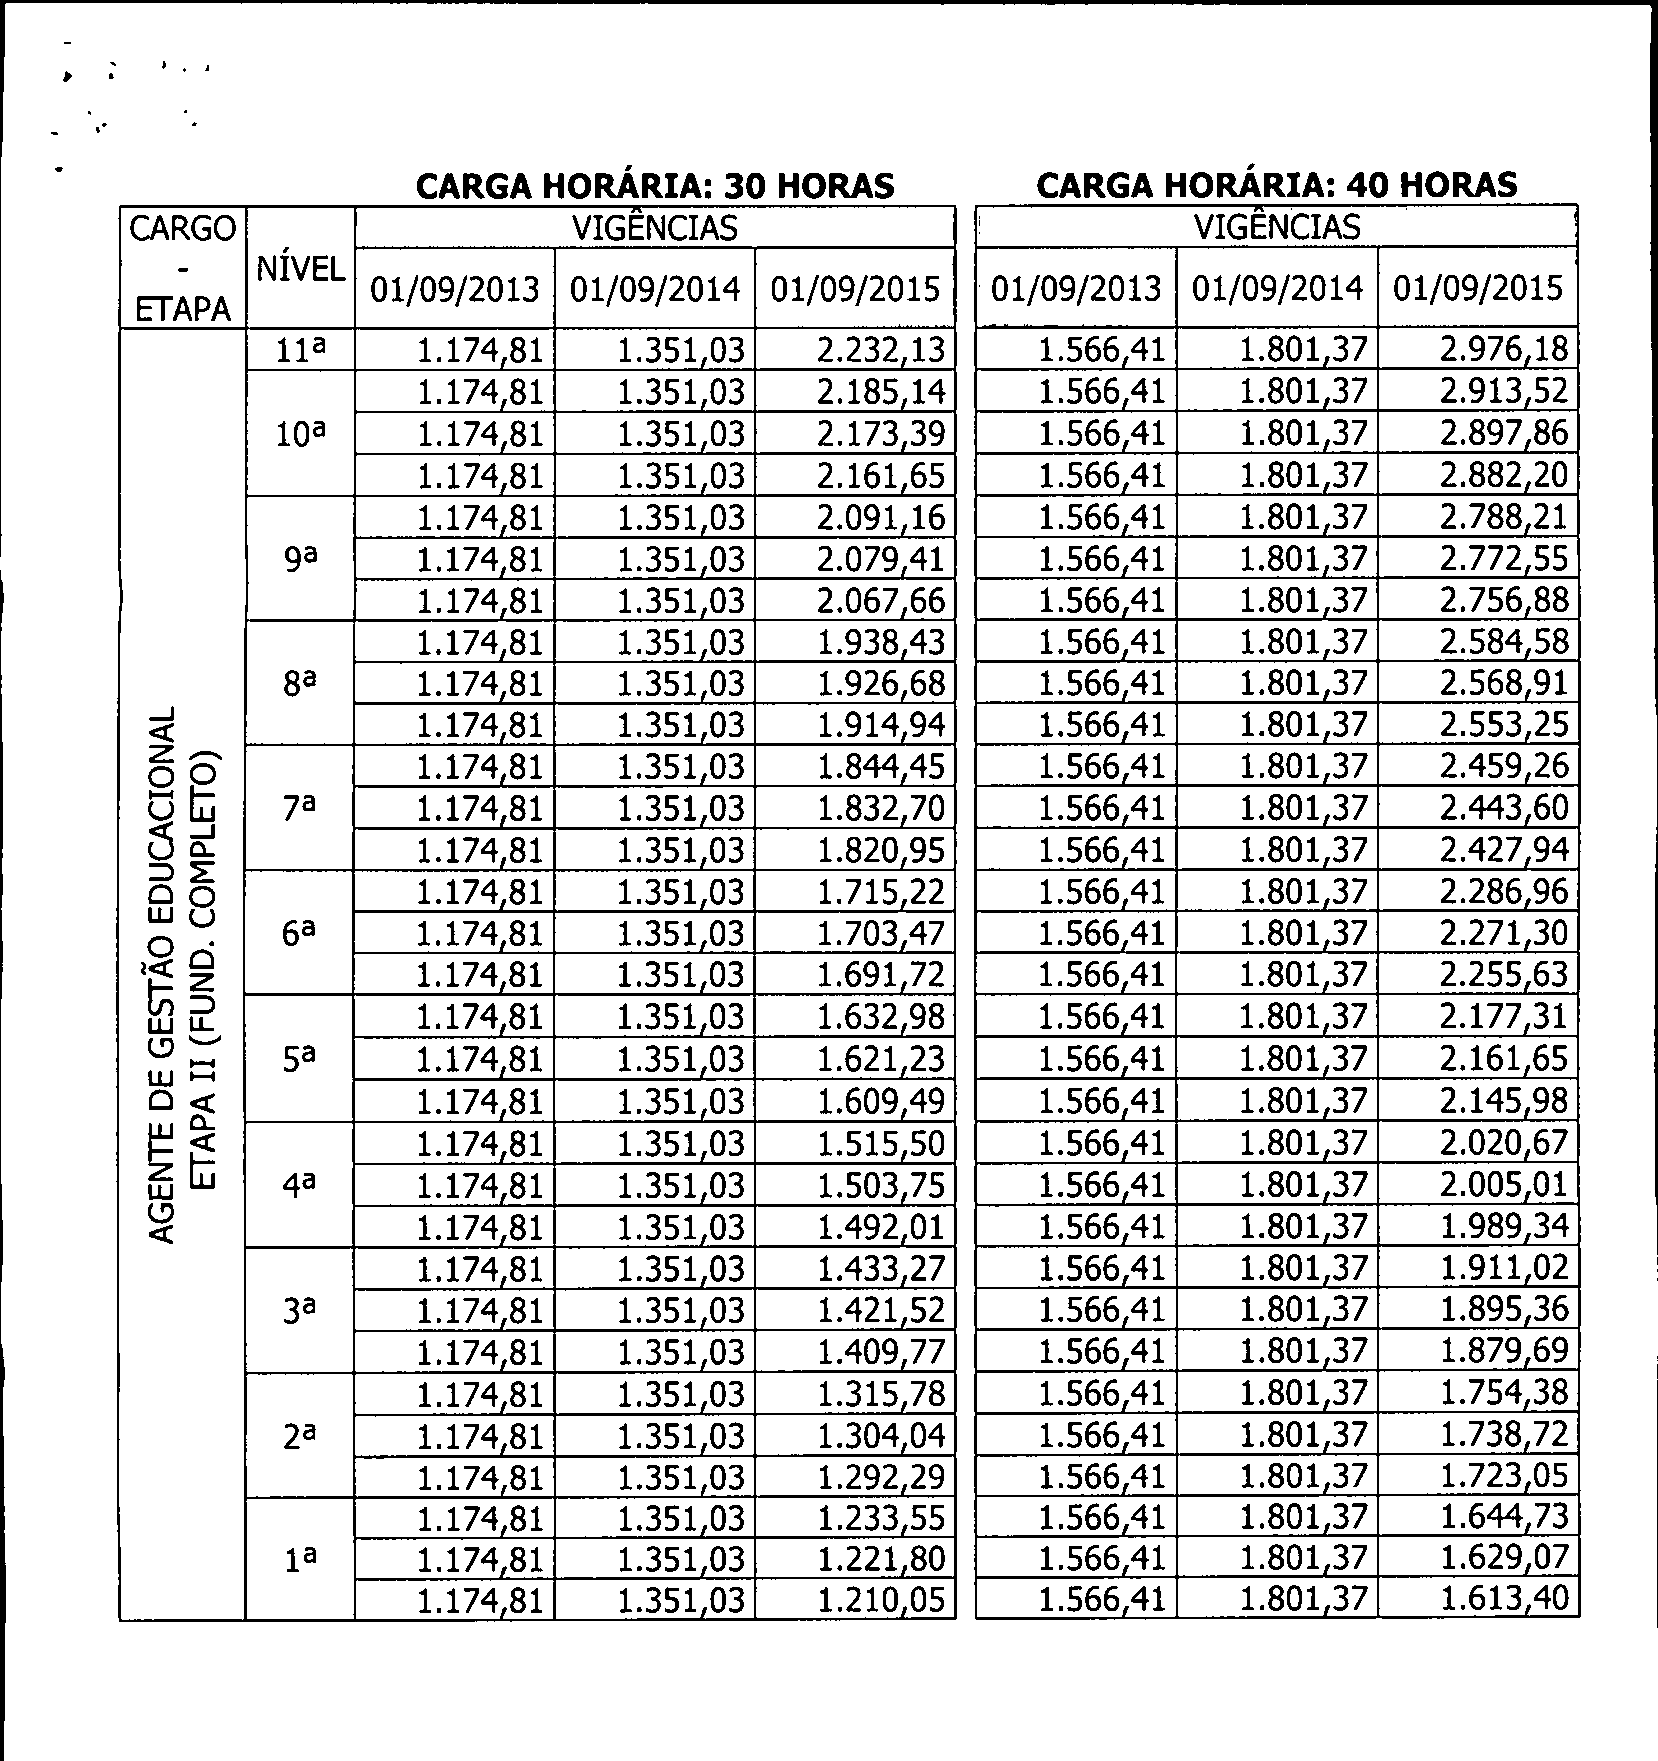 CARGA HORÁRIA: 30 HORAS CARGA HORÁRIA: 40 HORAS
CARGO - ETAPA NÍVEL VIGÊNCIAS VIGÊNCIAS
01/09/2013 01/09/2014 01/09/2015 01/09/2013 01/09/2014 01/09/2015
AGENTE DE GESTÃO EDUCACIONAL
ETAPA II (FUND. COMPLETO)
11ª 1.174,81 1.351,03 2.232,13 1.566,41 1.801,37 2.976,18
1.174,81 1.351,03 2.185,14 1.566,41 1.801,37 2.913,52
10ª 1.174,81 1.351,03 2.173,39 1.566,41 1.801,37 2.897,86
1.174,81 1.351,03 2.161,65 1.566,41 1.801,37 2.882,20
1.174,81 1.351,03 2.091,16 1.566,41 1.801,37 2.788,21
9ª 1.174,81 1.351,03 2.079,41 1.566,41 1.801,37 2.772,55
1.174,81 1.351,03 2.067,66 1.566,41 1.801,37 2.756,88
1.174,81 1.351,03 1.938,43 1.566,41 1.801,37 2.584,58
8ª 1.174,81 1.351,03 1.926,68 1.566,41 1.801,37 2.568,91
1.174,81 1.351,03 1.914,94 1.566,41 1.801,37 2.553,25
1.174,81 1.351,03 1.844,45 1.566,41 1.801,37 2.459,26
7ª 1.174,81 1.351,03 1.832,70 1.566,41 1.801,37 2.443,60
1.174,81 1.351,03 1.820,95 1.566,41 1.801,37 2.427,94
1.174,81 1.351,03 1.715,22 1.566,41 1.801,37 2.286,96
6ª 1.174,81 1.351,03 1.703,47 1.566,41 1.801,37 2.271,30
1.174,81 1.351,03 1.691,72 1.566,41 1.801,37 2.255,63
1.174,81 1.351,03 1.632,98 1.566,41 1.801,37 2.177,31
5ª 1.174,81 1.351,03 1.621,23 1.566,41 1.801,37 2.161,65
1.174,81 1.351,03 1.609,49 1.566,41 1.801,37 2.145,98
1.174,81 1.351,03 1.515,50 1.566,41 1.801,37 2.020,67
4ª 1.174,81 1.351,03 1.503,75 1.566,41 1.801,37 2.005,01
1.174,81 1.351,03 1.492,01 1.566,41 1.801,37 1.989,34
1.174,81 1.351,03 1.433,27 1.566,41 1.801,37 1.911,02
3ª 1.174,81 1.351,03 1.421,52 1.566,41 1.801,37 1.895,36
1.174,81 1.351,03 1.409,77 1.566,41 1.801,37 1.879,69
1.174,81 1.351,03 1.315,78 1.566,41 1.801,37 1.754,38
2ª 1.174,81 1.351,03 1.304,04 1.566,41 1.801,37 1.738,72
1.174,81 1.351,03 1.292,29 1.566,41 1.801,37 1.723,05
1.174,81 1.351,03 1.233,55 1.566,41 1.801,37 1.644,73
1ª 1.174,81 1.351,03 1.221,80 1.566,41 1.801,37 1.629,07
1.174,81 1.351,03 1.210,05 1.566,41 1.801,37 1.613,40